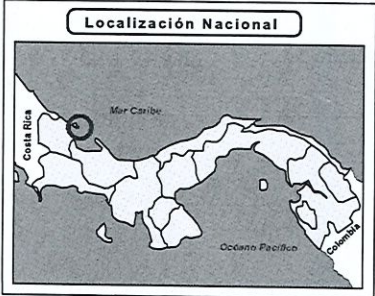 Localización Nacional
Mar Caribe
Costa Rica
Océano Pacífico
Colombia